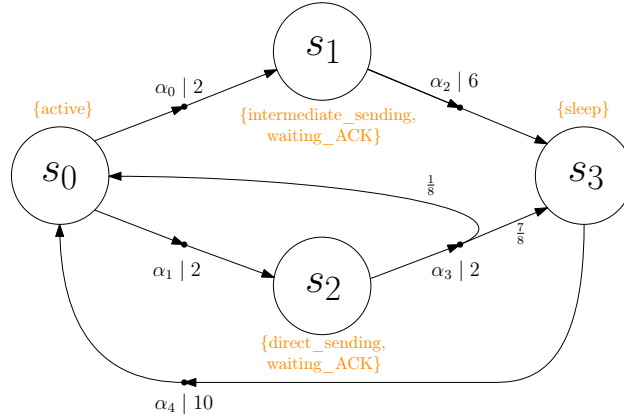 s₁
α₀ | 2
α₂ | 6
{active}
{intermediate_sending,
waiting_ACK}
{sleep}
s₀
s₃
1/8
7/8
α₁ | 2
α₃ | 2
s₂
{direct_sending,
waiting_ACK}
α₄ | 10